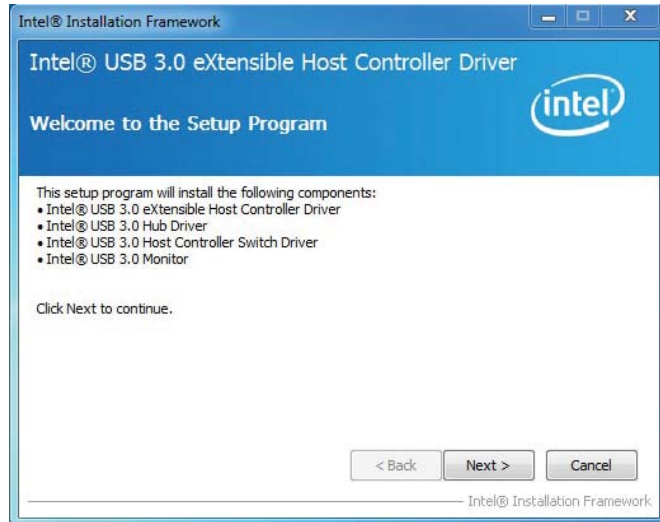 Intel® Installation Framework
Intel® USB 3.0 eXtensible Host Controller Driver
intel
Welcome to the Setup Program
This setup program will install the following components:
• Intel® USB 3.0 eXtensible Host Controller Driver
• Intel® USB 3.0 Hub Driver
• Intel® USB 3.0 Host Controller Switch Driver
• Intel® USB 3.0 Monitor
Click Next to continue.
< Back Next > Cancel
Intel® Installation Framework